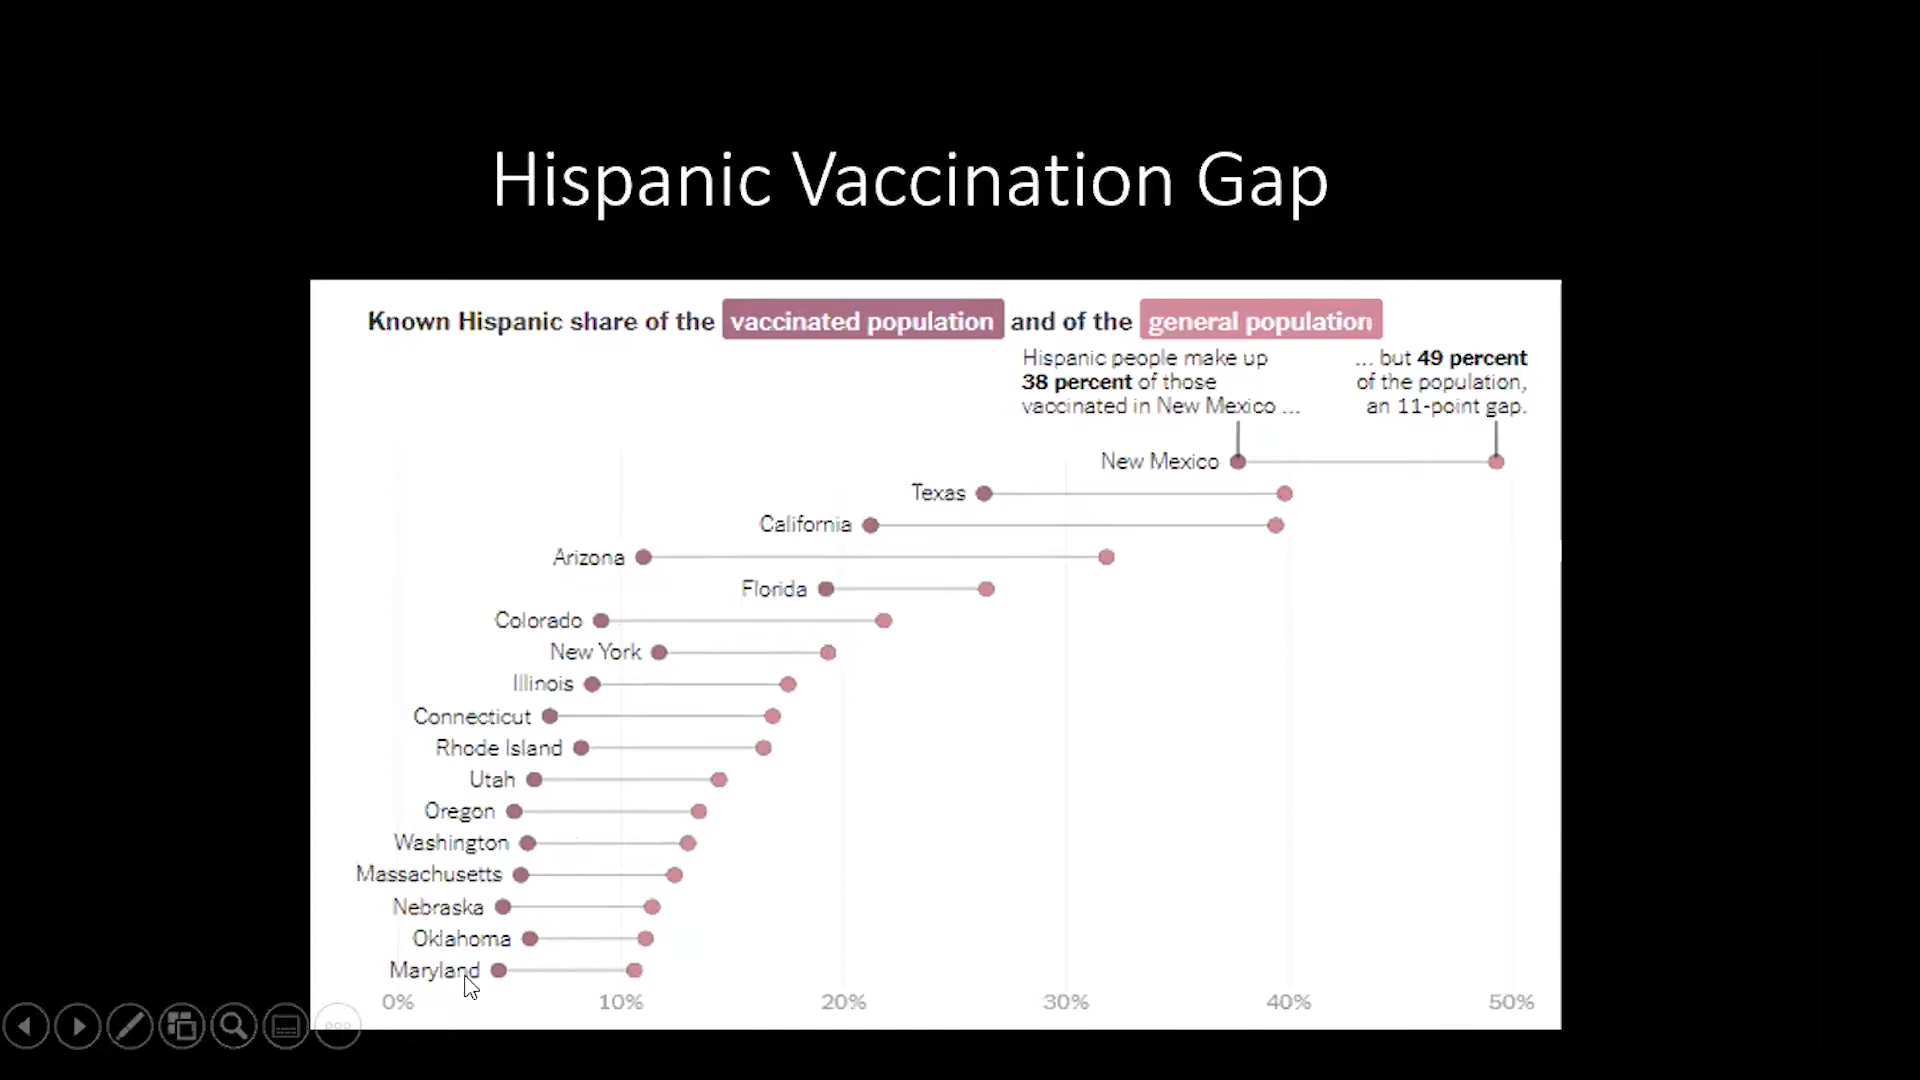 Hispanic Vaccination Gap
Known Hispanic share of the vaccinated population and of the general population
Hispanic people make up
38 percent of those
vaccinated in New Mexico ...
... but 49 percent
of the population,
an 11-point gap.
New Mexico
Texas
California
Arizona
Florida
Colorado
New York
Illinois
Connecticut
Rhode Island
Utah
Oregon
Washington
Massachusetts
Nebraska
Oklahoma
Maryland
0% 10% 20% 30% 40% 50%